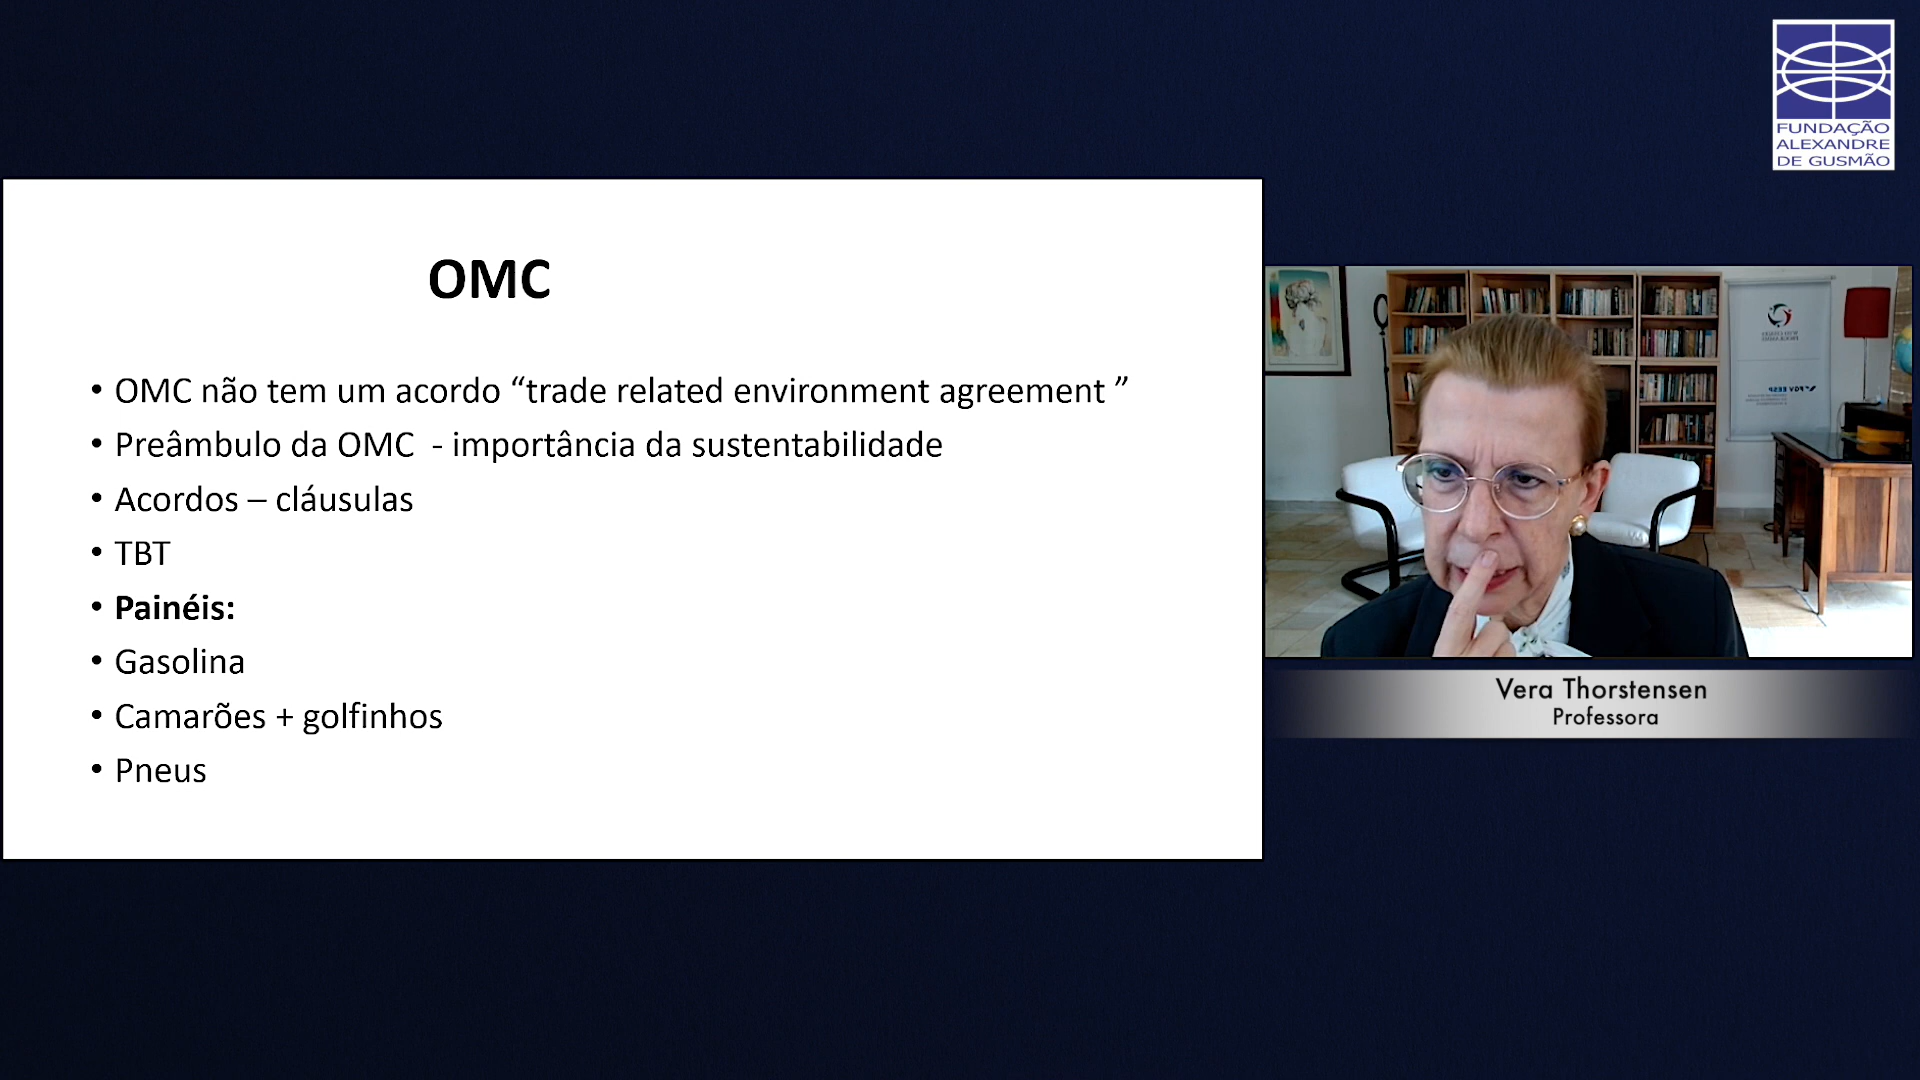 FUNDAÇÃO
ALEXANDRE
DE GUSMÃO
OMC
• OMC não tem um acordo “trade related environment agreement ”
• Preâmbulo da OMC - importância da sustentabilidade
• Acordos – cláusulas
• TBT
• Painéis:
• Gasolina
• Camarões + golfinhos
• Pneus
Vera Thorstensen
Professora